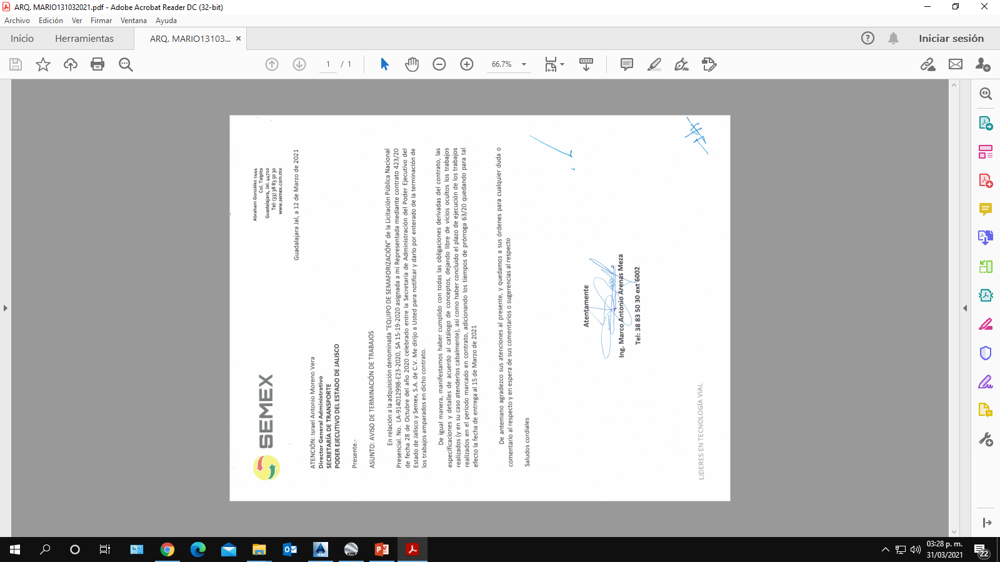 ARQ. MARIO131032021.pdf - Adobe Acrobat Reader DC (32-bit)
Archivo Edición Ver Firmar Ventana Ayuda
Inicio Herramientas ARQ. MARIO13103... × Iniciar sesión
1 / 1 66.7%
SEMEX
Abraham González 1444
Col. Talpita
Guadalajara, Jal. 44710
Tel: (33) 38 83 50 30
www.semex.com.mx
Guadalajara Jal, a 12 de Marzo de 2021
ATENCIÓN: Israel Antonio Moreno Vera
Director General Administrativo
SECRETARÍA DE TRANSPORTE
PODER EJECUTIVO DEL ESTADO DE JALISCO
Presente.-
ASUNTO: AVISO DE TERMINACIÓN DE TRABAJOS
En relación a la adquisición denominada "EQUIPO DE SEMAFORIZACIÓN" de la Licitación Pública Nacional
Presencial. No. LA-914012998-E23-2020, SA 15-19-2020 asignada a mi Representada mediante contrato 423/20
de fecha 28 de Octubre del año 2020 celebrado entre la Secretaría de Administración del Poder Ejecutivo del
Estado de Jalisco y Semex, S.A. de C.V. Me dirijo a Usted para notificar y darlo por enterado de la terminación de
los trabajos amparados en dicho contrato.
De igual manera, manifestamos haber cumplido con todas las obligaciones derivadas del contrato, las
especificaciones y detalles de acuerdo al catálogo de conceptos, dejando libre de vicios ocultos los trabajos
realizados (y en su caso atenderlos cabalmente), así como haber concluido el plazo de ejecución de los trabajos
realizados en el periodo marcado en contrato, adicionando los tiempos de prórroga 63/20 quedando para tal
efecto la fecha de entrega al 15 de Marzo de 2021
De antemano agradezco sus atenciones al presente, y quedamos a sus órdenes para cualquier duda o
comentario al respecto y en espera de sus comentarios o sugerencias al respecto
Saludos cordiales
Atentamente
Ing. Marco Antonio Arenas Meza
Tel: 38 83 50 30 ext 6002
LIDERES EN TECNOLOGÍA VIAL
03:28 p. m.
31/03/2021
22